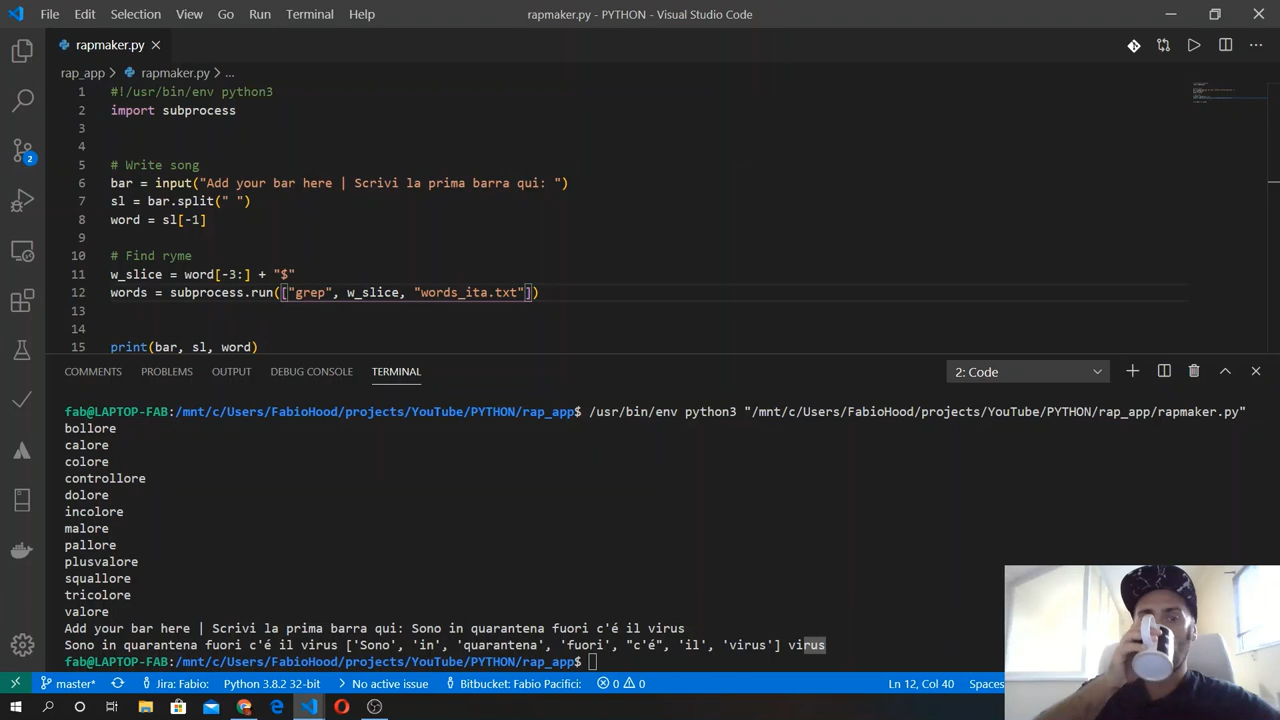 File Edit Selection View Go Run Terminal Help rapmaker.py - PYTHON - Visual Studio Code
rapmaker.py
rap_app > rapmaker.py > ...
1 #!/usr/bin/env python3
2 import subprocess
3
4
5 # Write song
6 bar = input("Add your bar here | Scrivi la prima barra qui: ")
7 sl = bar.split(" ")
8 word = sl[-1]
9
10 # Find ryme
11 w_slice = word[-3:] + "$"
12 words = subprocess.run(["grep", w_slice, "words_ita.txt"])
13
14
15 print(bar, sl, word)
2
COMMENTS PROBLEMS OUTPUT DEBUG CONSOLE TERMINAL 2: Code
fab@LAPTOP-FAB:/mnt/c/Users/FabioHood/projects/YouTube/PYTHON/rap_app$ /usr/bin/env python3 "/mnt/c/Users/FabioHood/projects/YouTube/PYTHON/rap_app/rapmaker.py"
bollore
calore
colore
controllore
dolore
incolore
malore
pallore
plusvalore
squallore
tricolore
valore
Add your bar here | Scrivi la prima barra qui: Sono in quarantena fuori c'é il virus
Sono in quarantena fuori c'é il virus ['Sono', 'in', 'quarantena', 'fuori', "c'é", 'il', 'virus'] virus
fab@LAPTOP-FAB:/mnt/c/Users/FabioHood/projects/YouTube/PYTHON/rap_app$
master* Jira: Fabio: Python 3.8.2 32-bit No active issue Bitbucket: Fabio Pacifici: 0 0 Ln 12, Col 40 Spaces